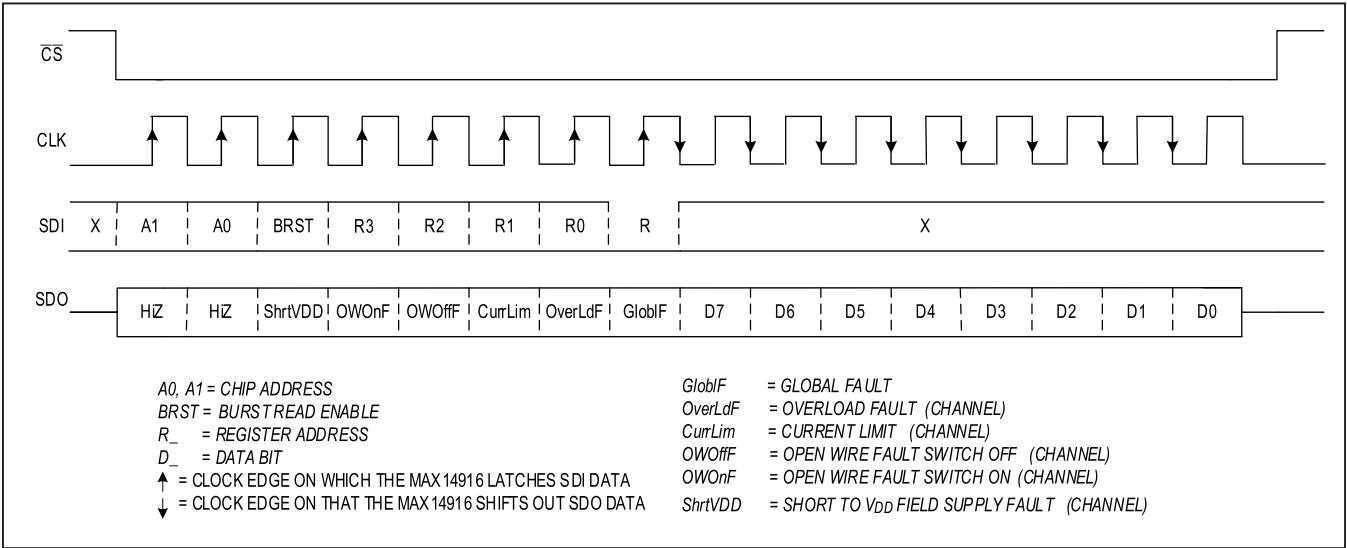 CS
CLK
SDI X A1 A0 BRST R3 R2 R1 R0 R X
SDO HiZ HiZ ShrtVDD OWOnF OWOffF CurrLim OverLdF GloblF D7 D6 D5 D4 D3 D2 D1 D0
A0, A1 = CHIP ADDRESS
BRST = BURST READ ENABLE
R_ = REGISTER ADDRESS
D_ = DATA BIT
↑ = CLOCK EDGE ON WHICH THE MAX14916 LATCHES SDI DATA
↓ = CLOCK EDGE ON THAT THE MAX14916 SHIFTS OUT SDO DATA
GloblF = GLOBAL FAULT
OverLdF = OVERLOAD FAULT (CHANNEL)
CurrLim = CURRENT LIMIT (CHANNEL)
OWOffF = OPEN WIRE FAULT SWITCH OFF (CHANNEL)
OWOnF = OPEN WIRE FAULT SWITCH ON (CHANNEL)
ShrtVDD = SHORT TO VDD FIELD SUPPLY FAULT (CHANNEL)